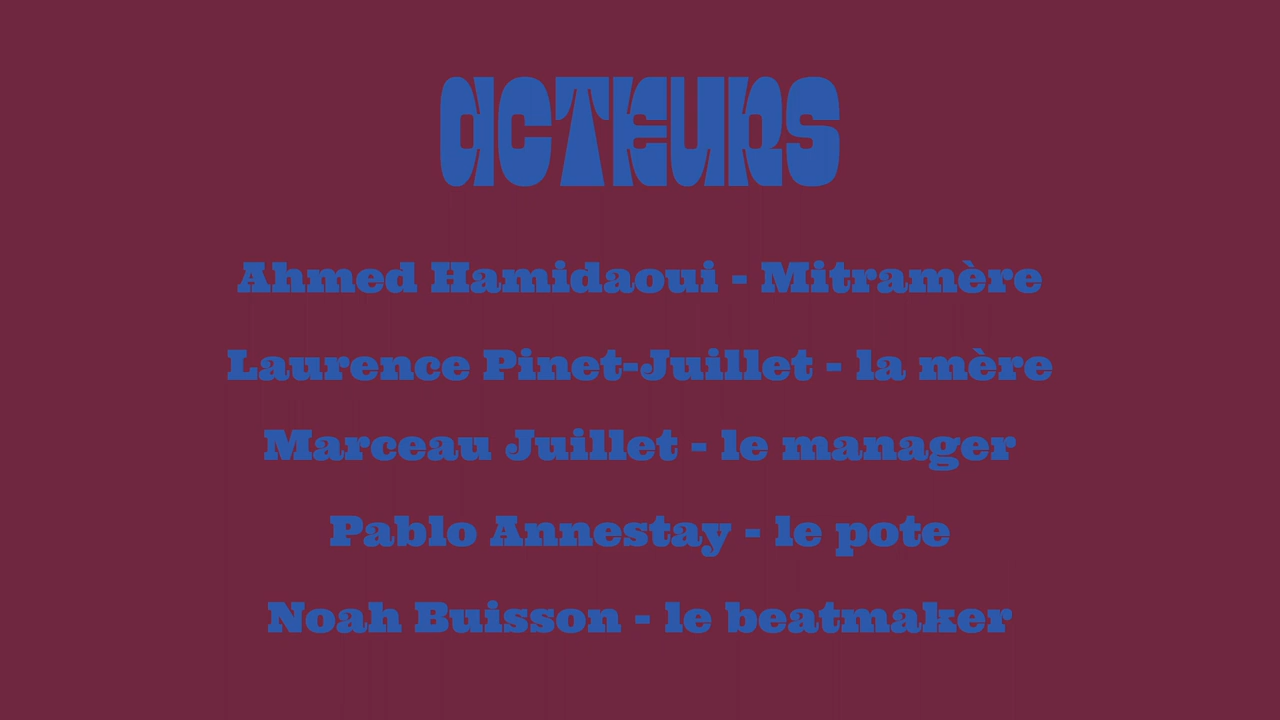 ACTEURS
Ahmed Hamidaoui - Mitramère
Laurence Pinet-Juillet - la mère
Marceau Juillet - le manager
Pablo Annestay - le pote
Noah Buisson - le beatmaker